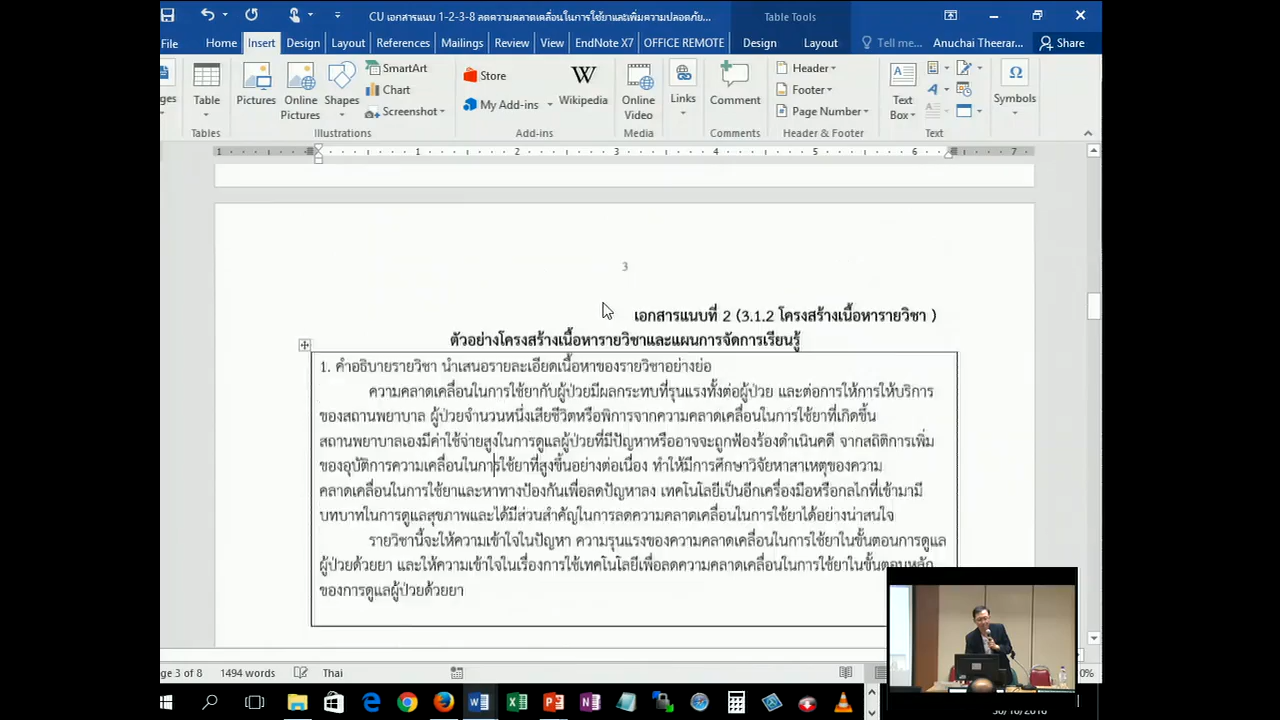 CU เอกสารแนบ 1-2-3-8 ลดความคลาดเคลื่อนในการใช้ยาและเพิ่มความปลอดภัย...
Table Tools
File Home Insert Design Layout References Mailings Review View EndNote X7 OFFICE REMOTE Design Layout Tell me... Anuchai Theerar... Share
Table
Pictures
Online Pictures
Shapes
SmartArt
Chart
Screenshot
Store
My Add-ins
Wikipedia
Online Video
Links
Comment
Header
Footer
Page Number
Text Box
Symbols
Tables Illustrations Add-ins Media Comments Header & Footer Text
1 1 2 3 4 5 6 7
3
เอกสารแนบที่ 2 (3.1.2 โครงสร้างเนื้อหารายวิชา )
ตัวอย่างโครงสร้างเนื้อหารายวิชาและแผนการจัดการเรียนรู้
1. คำอธิบายรายวิชา นำเสนอรายละเอียดเนื้อหาของรายวิชาอย่างย่อ
ความคลาดเคลื่อนในการใช้ยากับผู้ป่วยมีผลกระทบที่รุนแรงทั้งต่อผู้ป่วย และต่อการให้การให้บริการ
ของสถานพยาบาล ผู้ป่วยจำนวนหนึ่งเสียชีวิตหรือพิการจากความคลาดเคลื่อนในการใช้ยาที่เกิดขึ้น
สถานพยาบาลเองมีค่าใช้จ่ายสูงในการดูแลผู้ป่วยที่มีปัญหาหรืออาจจะถูกฟ้องร้องดำเนินคดี จากสถิติการเพิ่ม
ของอุบัติการความเคลื่อนในการใช้ยาที่สูงขึ้นอย่างต่อเนื่อง ทำให้มีการศึกษาวิจัยหาสาเหตุของความ
คลาดเคลื่อนในการใช้ยาและหาทางป้องกันเพื่อลดปัญหาลง เทคโนโลยีเป็นอีกเครื่องมือหรือกลไกที่เข้ามามี
บทบาทในการดูแลสุขภาพและได้มีส่วนสำคัญในการลดความคลาดเคลื่อนในการใช้ยาได้อย่างน่าสนใจ
รายวิชานี้จะให้ความเข้าใจในปัญหา ความรุนแรงของความคลาดเคลื่อนในการใช้ยาในขั้นตอนการดูแล
ผู้ป่วยด้วยยา และให้ความเข้าใจในเรื่องการใช้เทคโนโลยีเพื่อลดความคลาดเคลื่อนในการใช้ยาในขั้นตอนหลัก
ของการดูแลผู้ป่วยด้วยยา
ge 3 of 8 1494 words Thai 0%